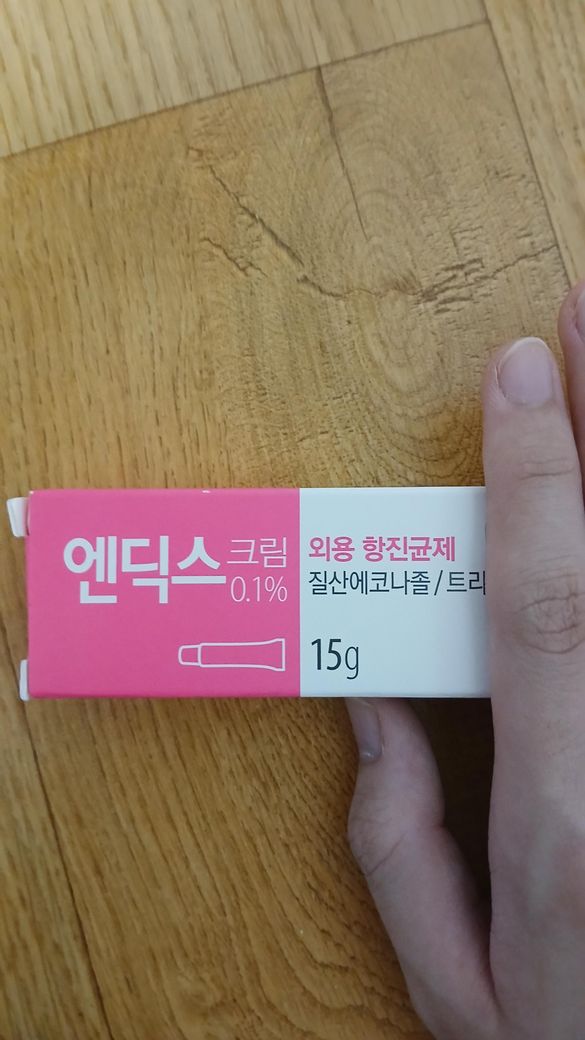 엔딕스 크림
0.1%
외용 항진균제
질산에코나졸/트리
15g